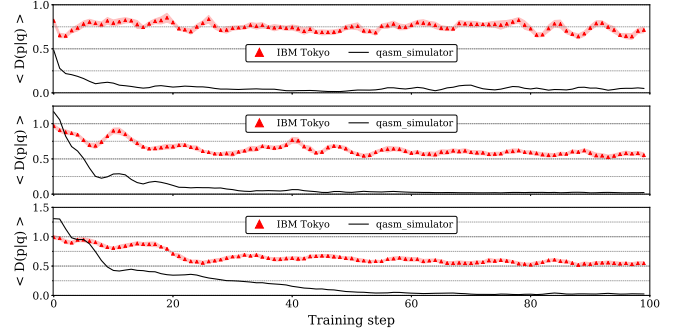 1.0
0.5
0.0
< D(p|q) >
IBM Tokyo
qasm_simulator
1.0
0.5
0.0
< D(p|q) >
IBM Tokyo
qasm_simulator
1.5
1.0
0.5
0.0
< D(p|q) >
IBM Tokyo
qasm_simulator
0 20 40 60 80 100
Training step